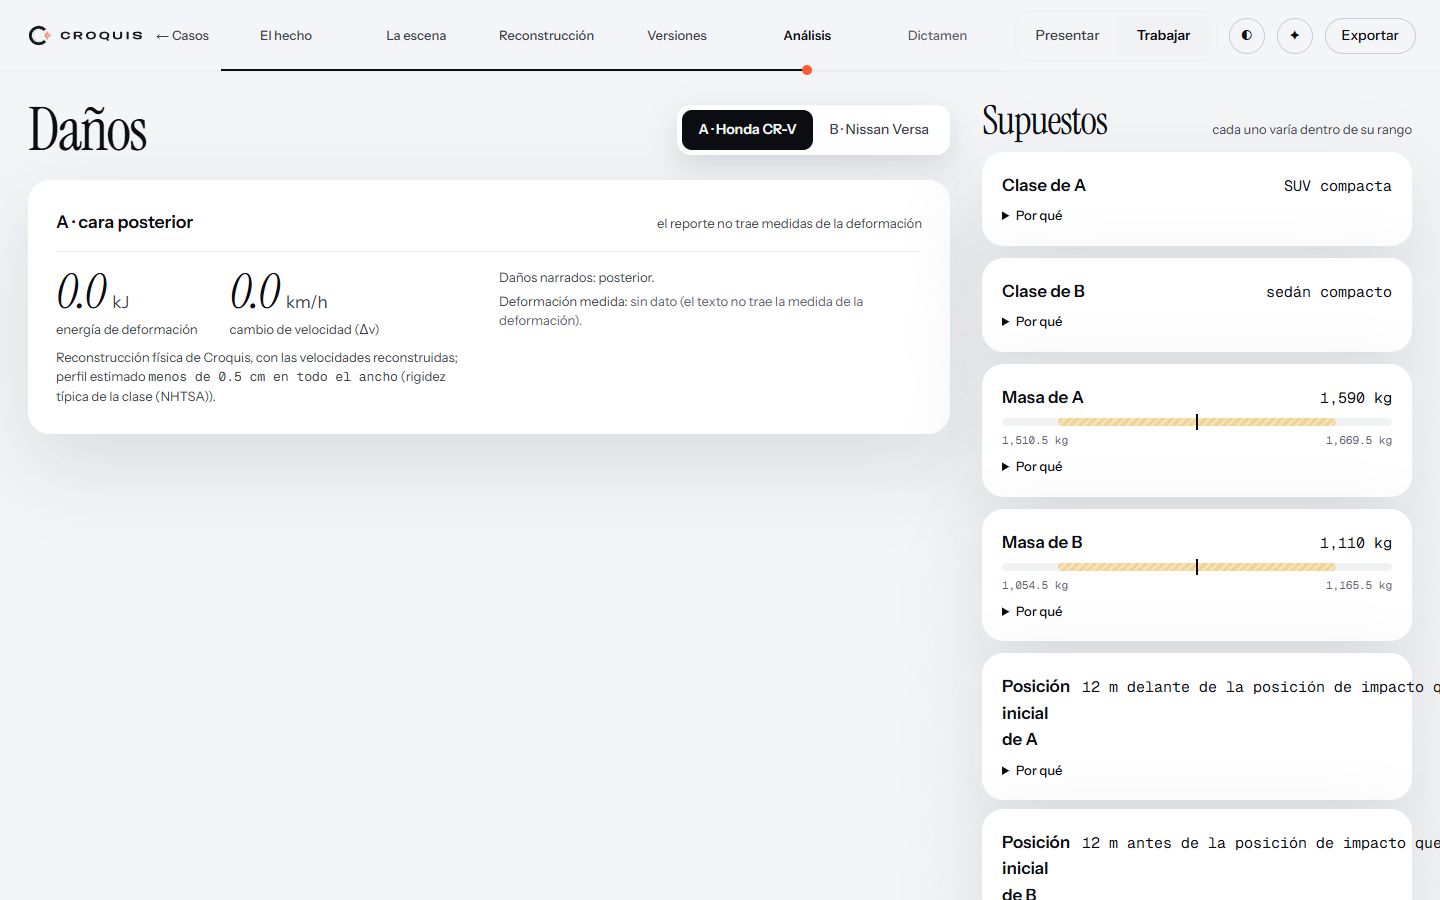 CROQUIS
← Casos
El hecho
La escena
Reconstrucción
Versiones
Análisis
Dictamen
Presentar
Trabajar
Exportar
Daños
A · Honda CR-V
B · Nissan Versa
A · cara posterior
el reporte no trae medidas de la deformación
0.0 kJ
energía de deformación
0.0 km/h
cambio de velocidad (Δv)
Reconstrucción física de Croquis, con las velocidades reconstruidas;
perfil estimado menos de 0.5 cm en todo el ancho (rigidez
típica de la clase (NHTSA)).
Daños narrados: posterior.
Deformación medida: sin dato (el texto no trae la medida de la
deformación).
Supuestos
cada uno varía dentro de su rango
Clase de A
SUV compacta
▶ Por qué
Clase de B
sedán compacto
▶ Por qué
Masa de A
1,590 kg
1,510.5 kg
1,669.5 kg
▶ Por qué
Masa de B
1,110 kg
1,054.5 kg
1,165.5 kg
▶ Por qué
Posición
inicial
de A
12 m delante de la posición de impacto q
▶ Por qué
Posición
inicial
de B
12 m antes de la posición de impacto que